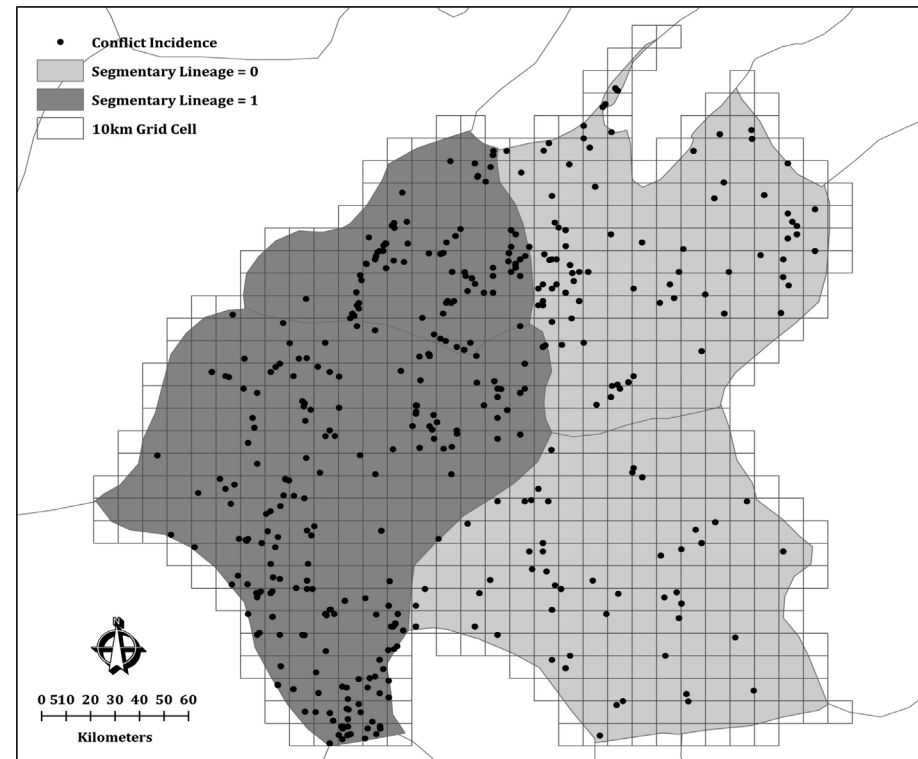 Conflict Incidence
Segmentary Lineage = 0
Segmentary Lineage = 1
10km Grid Cell
N
0 510 20 30 40 50 60
Kilometers